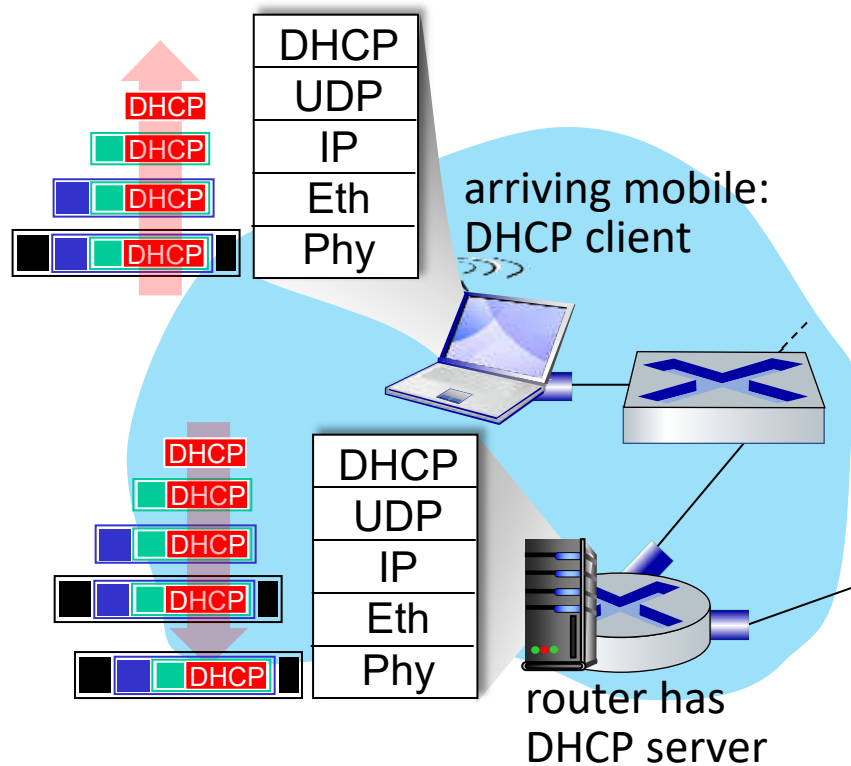 DHCP
UDP
IP
Eth
Phy
DHCP
DHCP
DHCP
DHCP
arriving mobile:
DHCP client
DHCP
UDP
IP
Eth
Phy
DHCP
DHCP
DHCP
DHCP
DHCP
router has
DHCP server